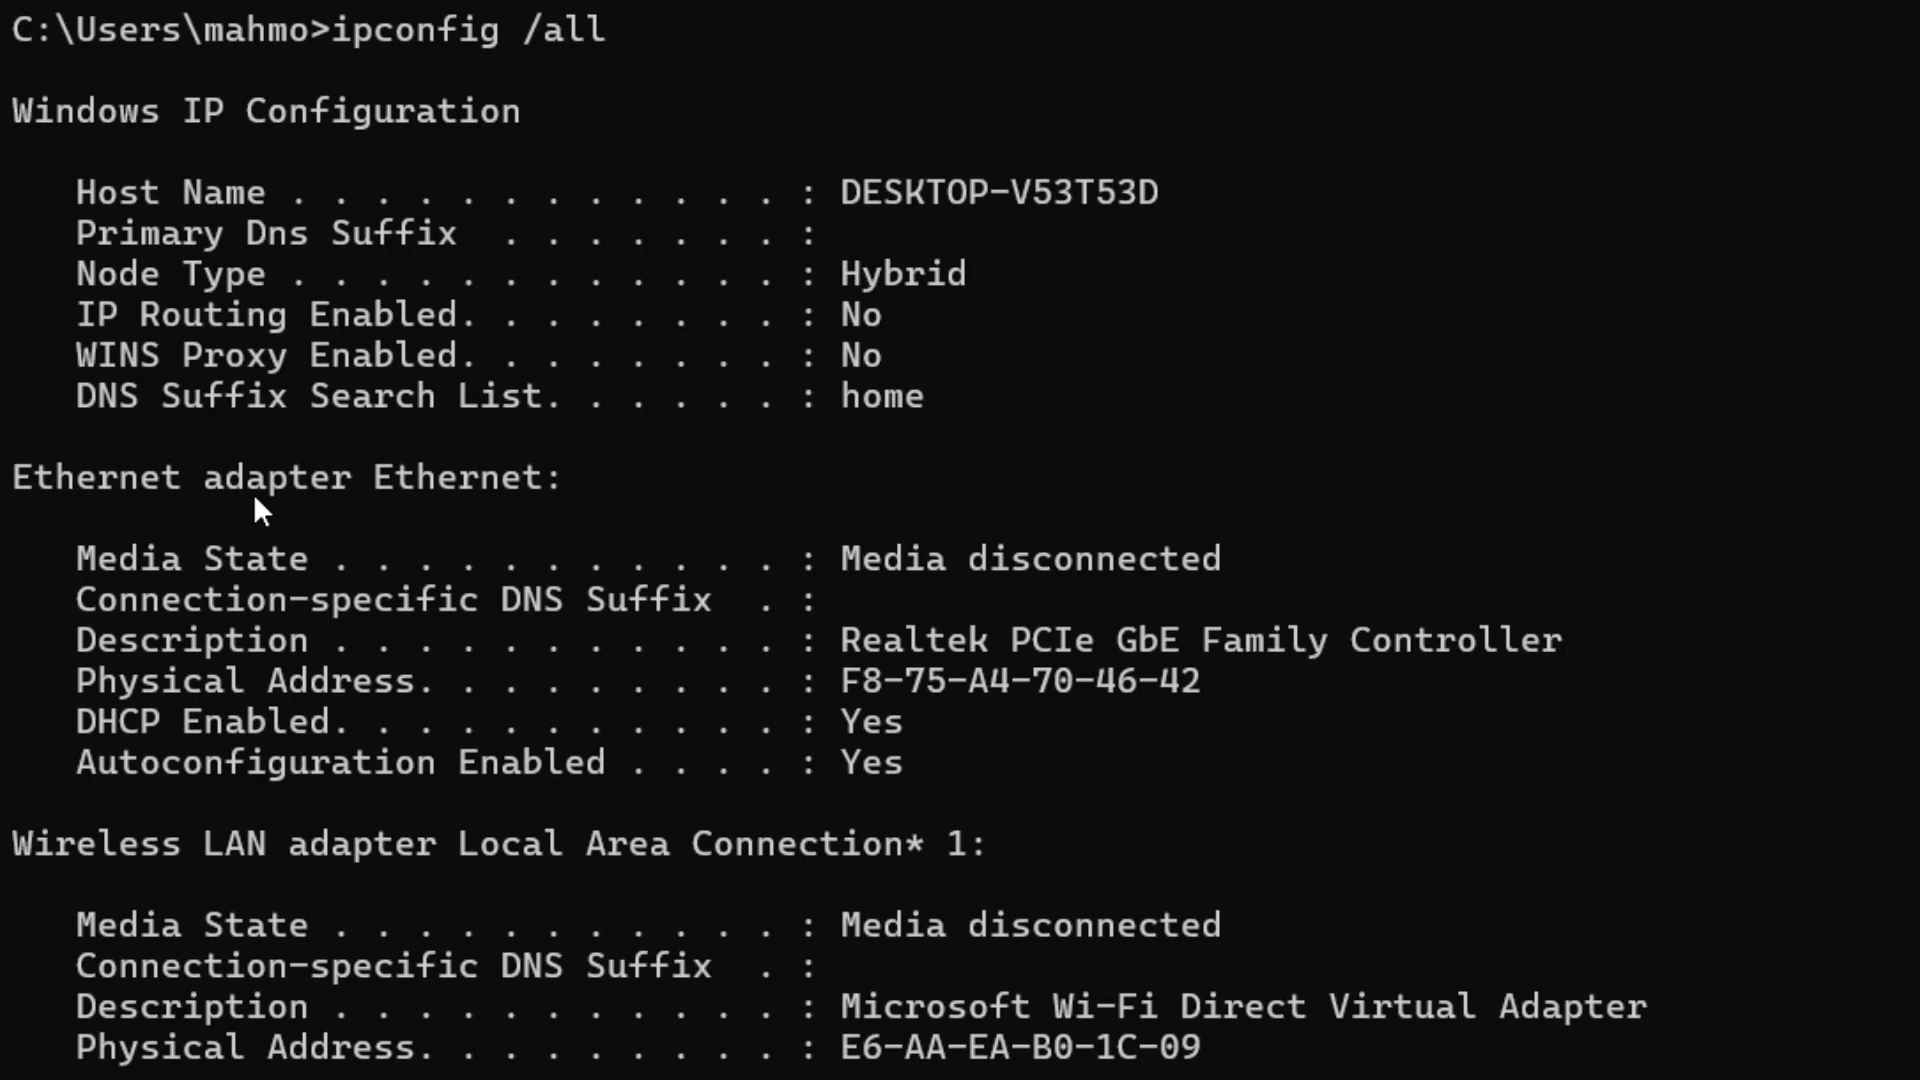 C:\Users\mahmo>ipconfig /all
Windows IP Configuration
Host Name . . . . . . . . . . . . : DESKTOP-V53T53D
Primary Dns Suffix  . . . . . . . :
Node Type . . . . . . . . . . . . : Hybrid
IP Routing Enabled. . . . . . . . : No
WINS Proxy Enabled. . . . . . . . : No
DNS Suffix Search List. . . . . . : home
Ethernet adapter Ethernet:
Media State . . . . . . . . . . . : Media disconnected
Connection-specific DNS Suffix  . :
Description . . . . . . . . . . . : Realtek PCIe GbE Family Controller
Physical Address. . . . . . . . . : F8-75-A4-70-46-42
DHCP Enabled. . . . . . . . . . . : Yes
Autoconfiguration Enabled . . . . : Yes
Wireless LAN adapter Local Area Connection* 1:
Media State . . . . . . . . . . . : Media disconnected
Connection-specific DNS Suffix  . :
Description . . . . . . . . . . . : Microsoft Wi-Fi Direct Virtual Adapter
Physical Address. . . . . . . . . : E6-AA-EA-B0-1C-09